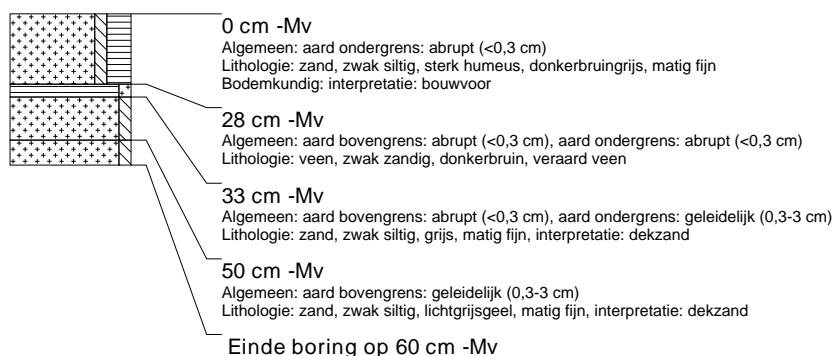 0 cm -Mv
Algemeen: aard ondergrens: abrupt (<0,3 cm)
Lithologie: zand, zwak siltig, sterk humeus, donkerbruingrijs, matig fijn
Bodemkundig: interpretatie: bouwvoor
28 cm -Mv
Algemeen: aard bovengrens: abrupt (<0,3 cm), aard ondergrens: abrupt (<0,3 cm)
Lithologie: veen, zwak zandig, donkerbruin, veraard veen
33 cm -Mv
Algemeen: aard bovengrens: abrupt (<0,3 cm), aard ondergrens: geleidelijk (0,3-3 cm)
Lithologie: zand, zwak siltig, grijs, matig fijn, interpretatie: dekzand
50 cm -Mv
Algemeen: aard bovengrens: geleidelijk (0,3-3 cm)
Lithologie: zand, zwak siltig, lichtgrijsgeel, matig fijn, interpretatie: dekzand
Einde boring op 60 cm -Mv